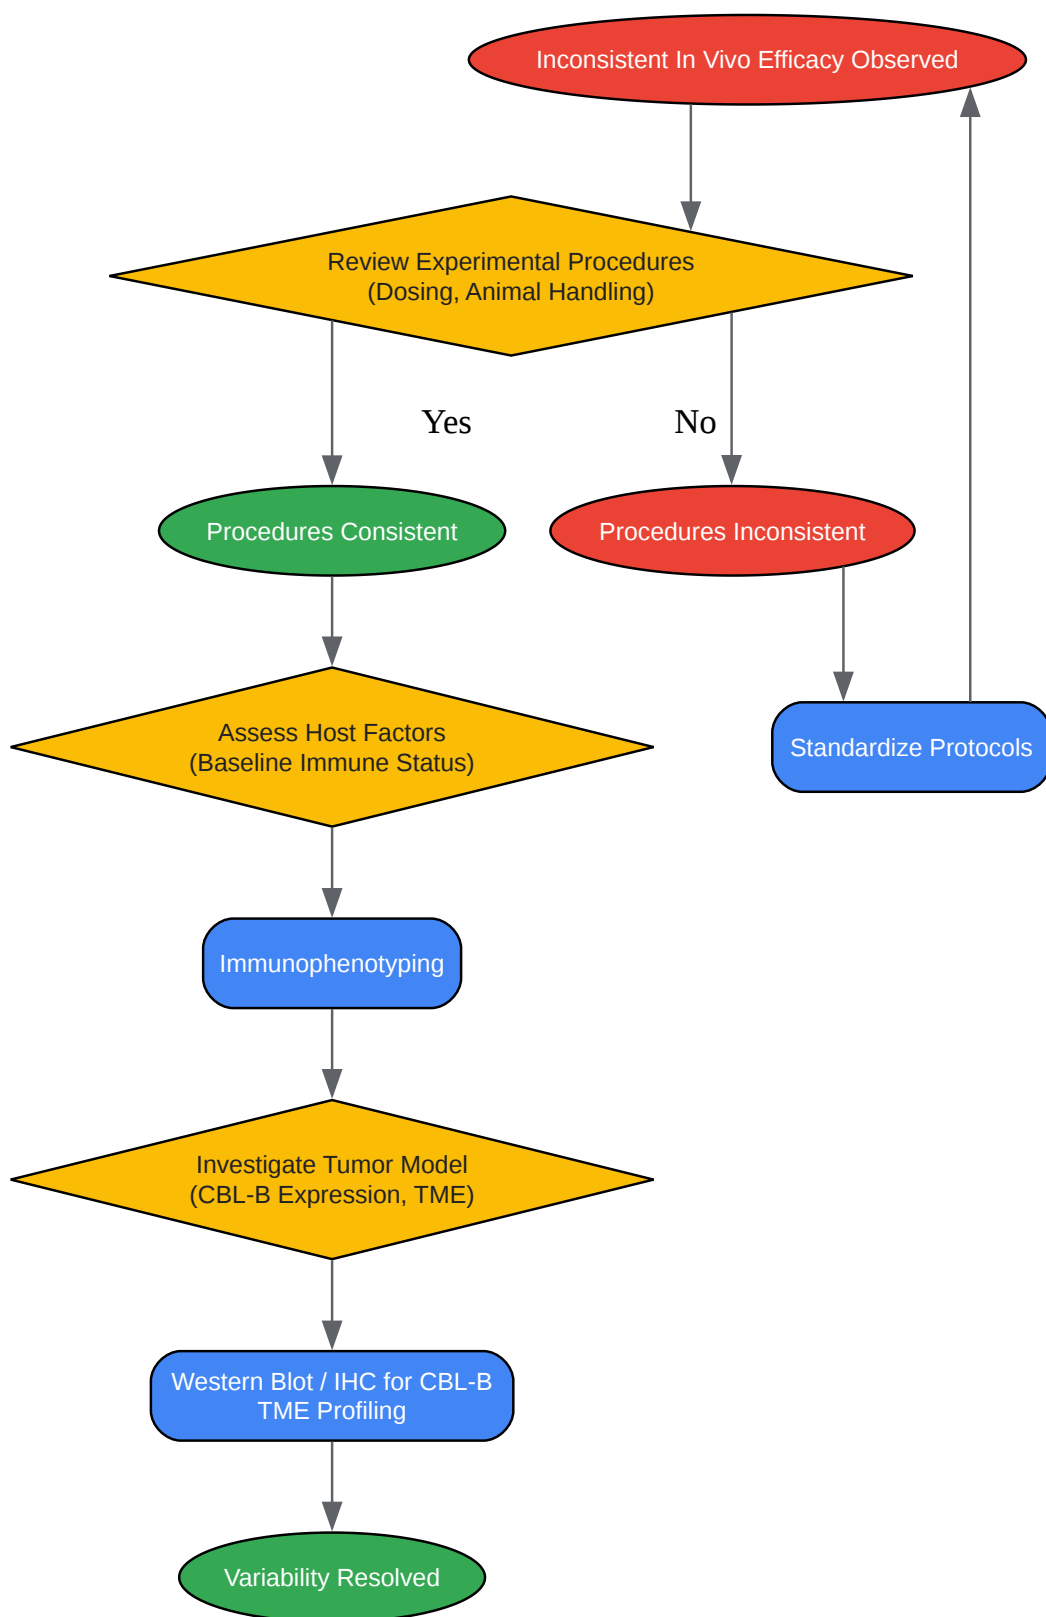 Inconsistent In Vivo Efficacy Observed
Review Experimental Procedures
(Dosing, Animal Handling)
Yes
No
Procedures Consistent
Procedures Inconsistent
Assess Host Factors
(Baseline Immune Status)
Standardize Protocols
Immunophenotyping
Investigate Tumor Model
(CBL-B Expression, TME)
Western Blot / IHC for CBL-B
TME Profiling
Variability Resolved